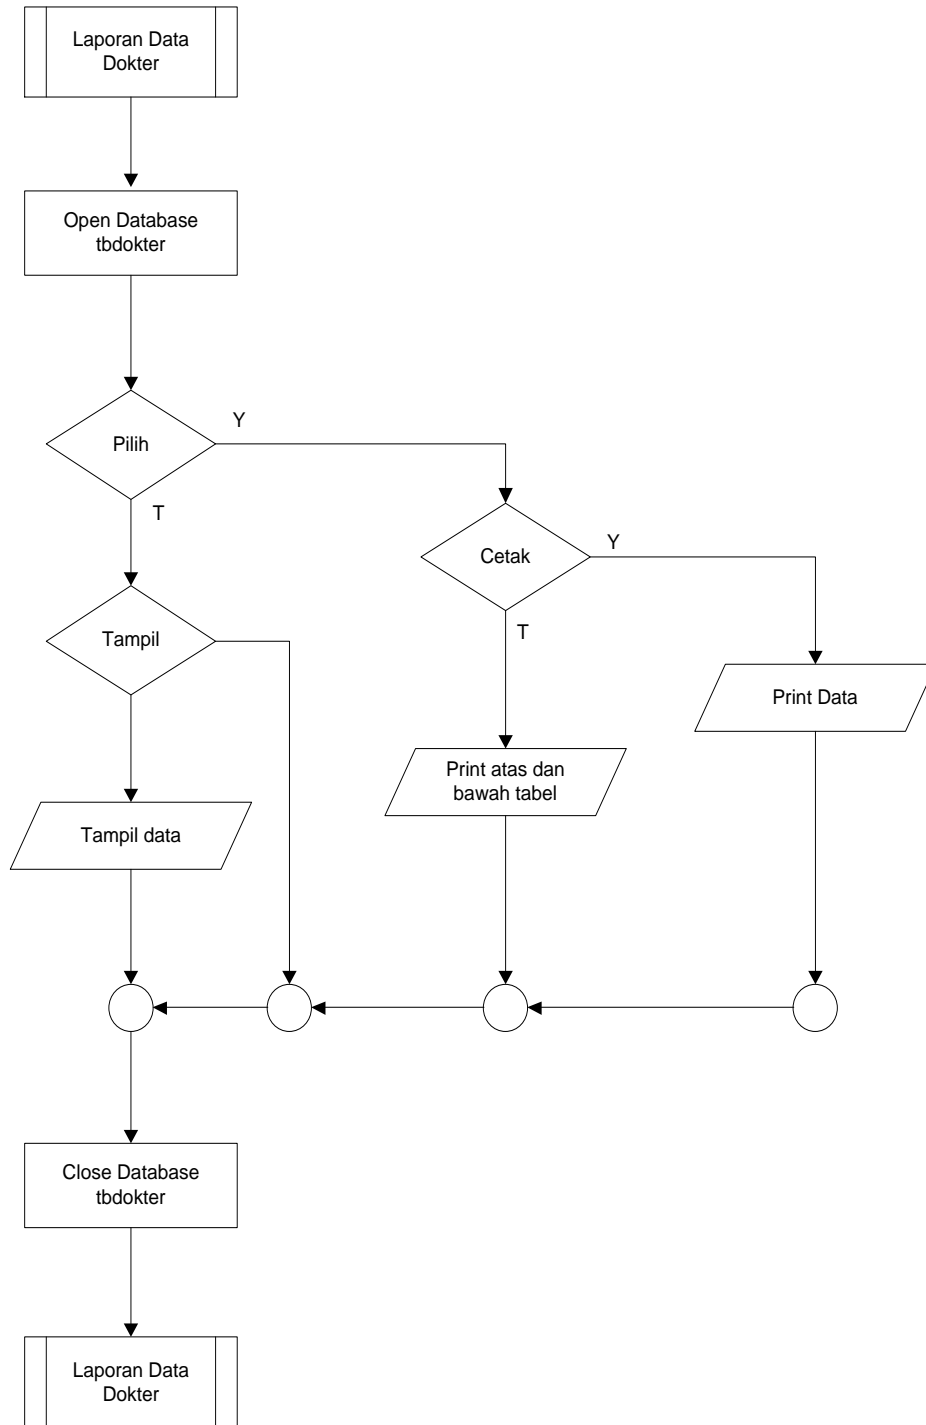 Laporan Data
Dokter
Open Database
tbdokter
Pilih
Y
T
Cetak
Y
T
Tampil
Print Data
Print atas dan
bawah tabel
Tampil data
Close Database
tbdokter
Laporan Data
Dokter